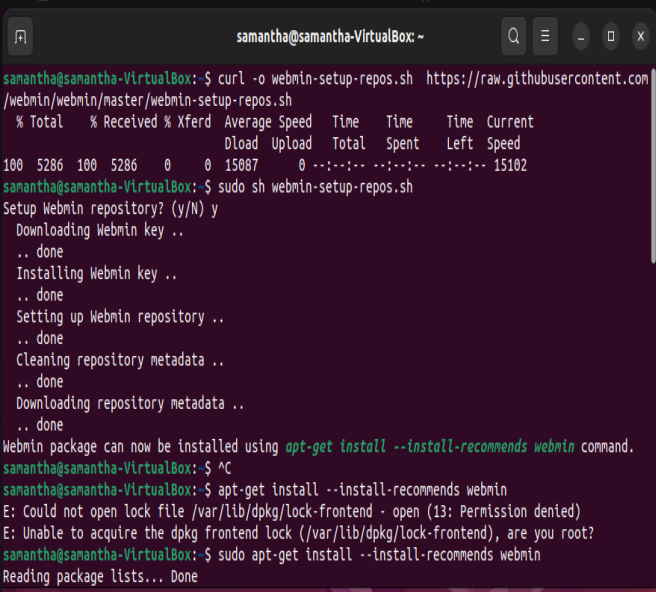 samantha@samantha-VirtualBox: ~
samantha@samantha-VirtualBox:~$ curl -o webmin-setup-repos.sh  https://raw.githubusercontent.com
/webmin/webmin/master/webmin-setup-repos.sh
  % Total    % Received % Xferd  Average Speed   Time    Time     Time  Current
                                 Dload  Upload   Total   Spent    Left  Speed
100  5286  100  5286    0     0  15087      0 --:--:-- --:--:-- --:--:-- 15102
samantha@samantha-VirtualBox:~$ sudo sh webmin-setup-repos.sh
Setup Webmin repository? (y/N) y
  Downloading Webmin key ..
  .. done
  Installing Webmin key ..
  .. done
  Setting up Webmin repository ..
  .. done
  Cleaning repository metadata ..
  .. done
  Downloading repository metadata ..
  .. done
Webmin package can now be installed using apt-get install --install-recommends webmin command.
samantha@samantha-VirtualBox:~$ ^C
samantha@samantha-VirtualBox:~$ apt-get install --install-recommends webmin
E: Could not open lock file /var/lib/dpkg/lock-frontend - open (13: Permission denied)
E: Unable to acquire the dpkg frontend lock (/var/lib/dpkg/lock-frontend), are you root?
samantha@samantha-VirtualBox:~$ sudo apt-get install --install-recommends webmin
Reading package lists... Done